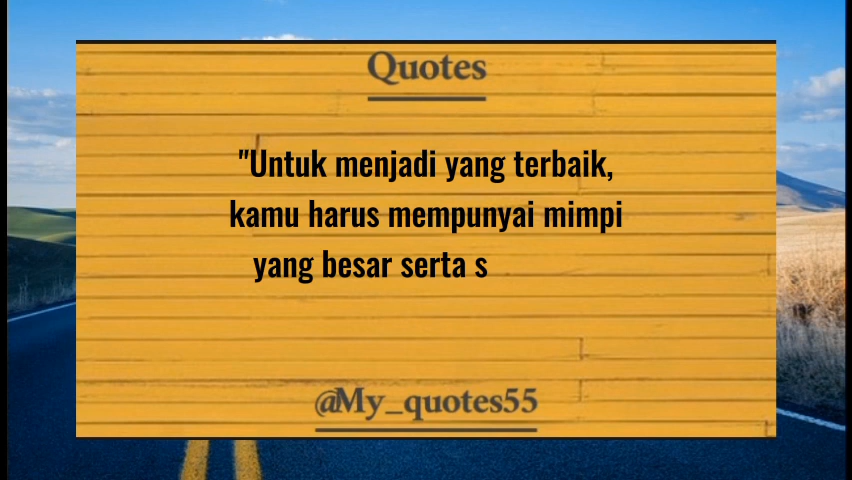 Quotes
"Untuk menjadi yang terbaik,
kamu harus mempunyai mimpi
yang besar serta s
@My_quotes55